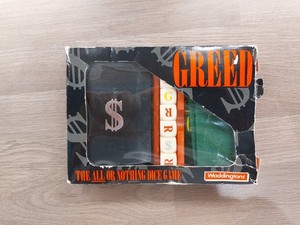 GREED
$
G
R
R
$
THE ALL OR NOTHING DICE GAME
Waddingtons